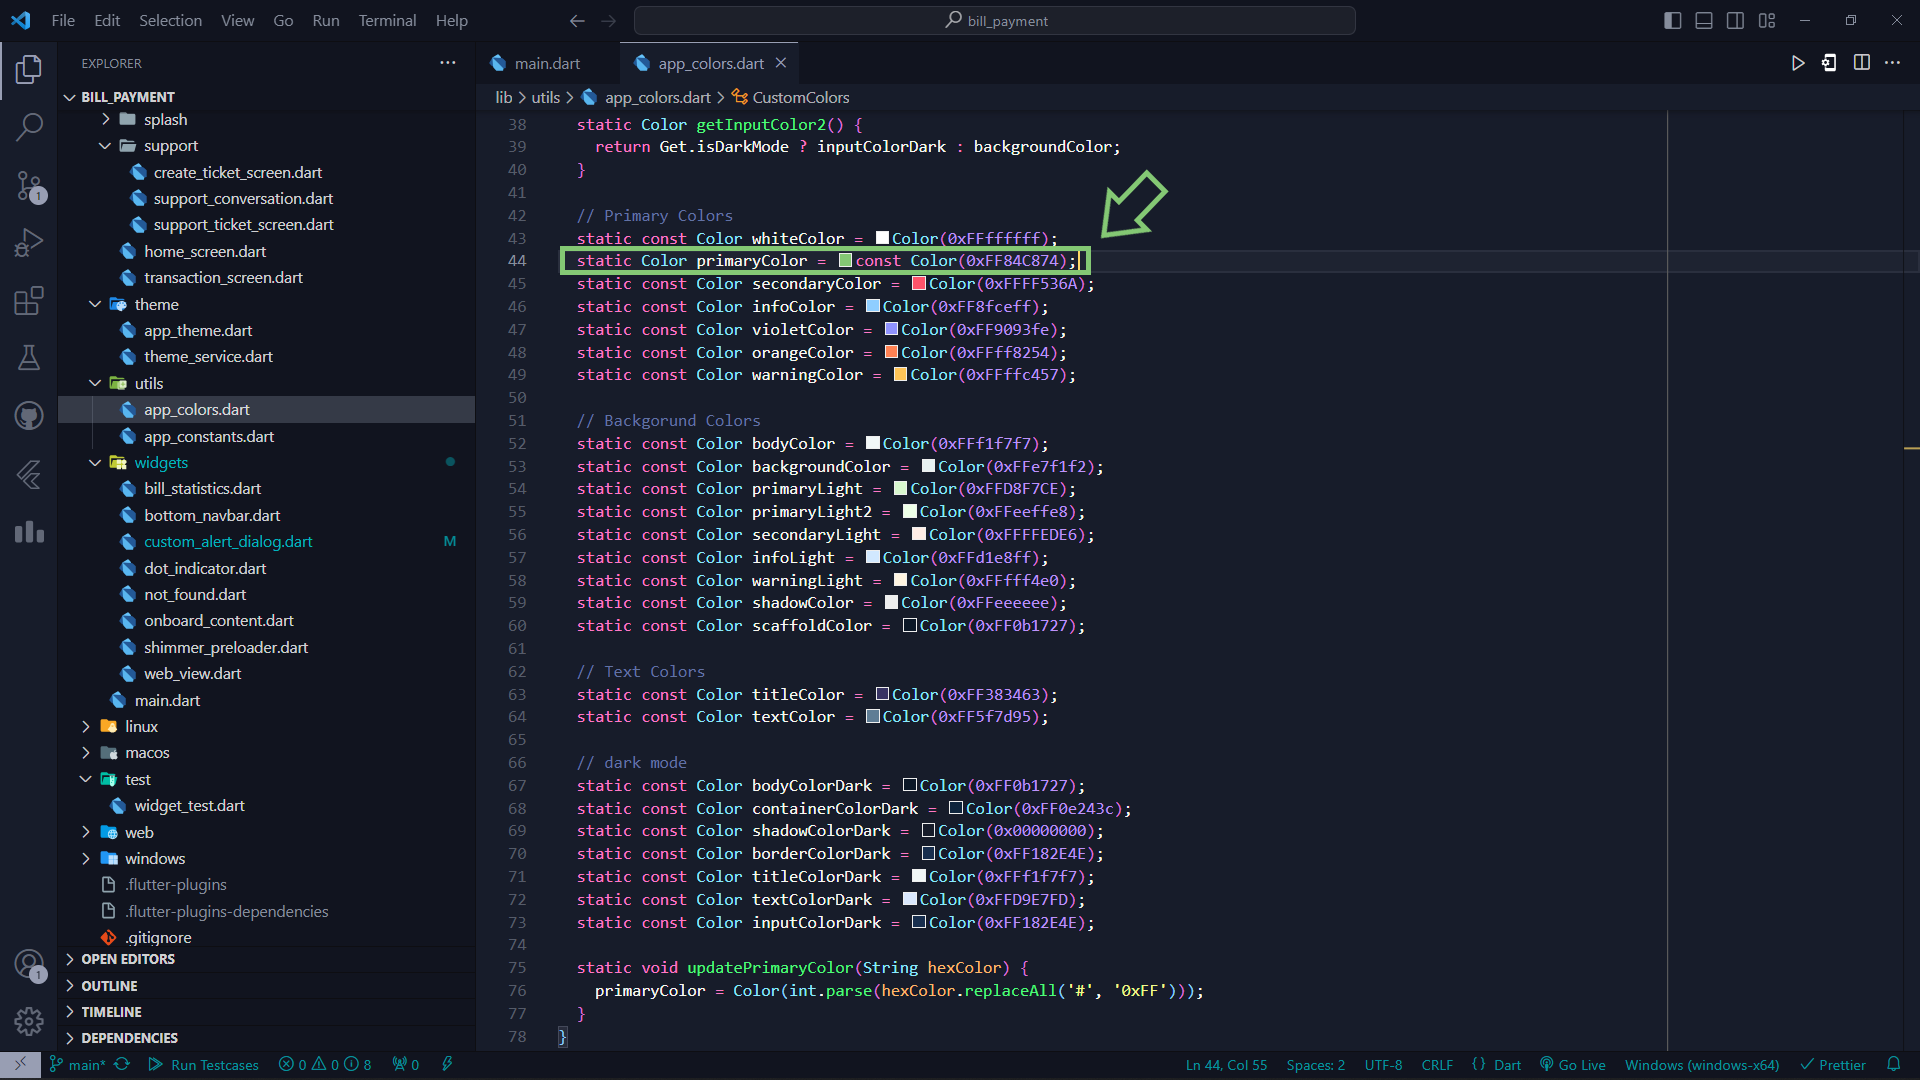 File Edit Selection View Go Run Terminal Help
bill_payment
EXPLORER
BILL_PAYMENT
splash
support
create_ticket_screen.dart
support_conversation.dart
support_ticket_screen.dart
home_screen.dart
transaction_screen.dart
theme
app_theme.dart
theme_service.dart
utils
app_colors.dart
app_constants.dart
widgets
bill_statistics.dart
bottom_navbar.dart
custom_alert_dialog.dart M
dot_indicator.dart
not_found.dart
onboard_content.dart
shimmer_preloader.dart
web_view.dart
main.dart
linux
macos
test
widget_test.dart
web
windows
.flutter-plugins
.flutter-plugins-dependencies
.gitignore
OPEN EDITORS
OUTLINE
TIMELINE
DEPENDENCIES
1
1
main.dart
app_colors.dart
lib > utils > app_colors.dart > CustomColors
38 static Color getInputColor2() {
39 return Get.isDarkMode ? inputColorDark : backgroundColor;
40 }
41
42 // Primary Colors
43 static const Color whiteColor = Color(0xFFffffff);
44 static Color primaryColor = const Color(0xFF84C874);
45 static const Color secondaryColor = Color(0xFFFF536A);
46 static const Color infoColor = Color(0xFF8fceff);
47 static const Color violetColor = Color(0xFF9093fe);
48 static const Color orangeColor = Color(0xFFff8254);
49 static const Color warningColor = Color(0xFFffc457);
50
51 // Backgorund Colors
52 static const Color bodyColor = Color(0xFFf1f7f7);
53 static const Color backgroundColor = Color(0xFFe7f1f2);
54 static const Color primaryLight = Color(0xFFD8F7CE);
55 static const Color primaryLight2 = Color(0xFFeeffe8);
56 static const Color secondaryLight = Color(0xFFFFEDE6);
57 static const Color infoLight = Color(0xFFd1e8ff);
58 static const Color warningLight = Color(0xFFfff4e0);
59 static const Color shadowColor = Color(0xFFeeeeee);
60 static const Color scaffoldColor = Color(0xFF0b1727);
61
62 // Text Colors
63 static const Color titleColor = Color(0xFF383463);
64 static const Color textColor = Color(0xFF5f7d95);
65
66 // dark mode
67 static const Color bodyColorDark = Color(0xFF0b1727);
68 static const Color containerColorDark = Color(0xFF0e243c);
69 static const Color shadowColorDark = Color(0x00000000);
70 static const Color borderColorDark = Color(0xFF182E4E);
71 static const Color titleColorDark = Color(0xFFf1f7f7);
72 static const Color textColorDark = Color(0xFFD9E7FD);
73 static const Color inputColorDark = Color(0xFF182E4E);
74
75 static void updatePrimaryColor(String hexColor) {
76 primaryColor = Color(int.parse(hexColor.replaceAll('#', '0xFF')));
77 }
78 }
main* Run Testcases 0 0 8 0 Ln 44, Col 55 Spaces: 2 UTF-8 CRLF {} Dart Go Live Windows (windows-x64) Prettier